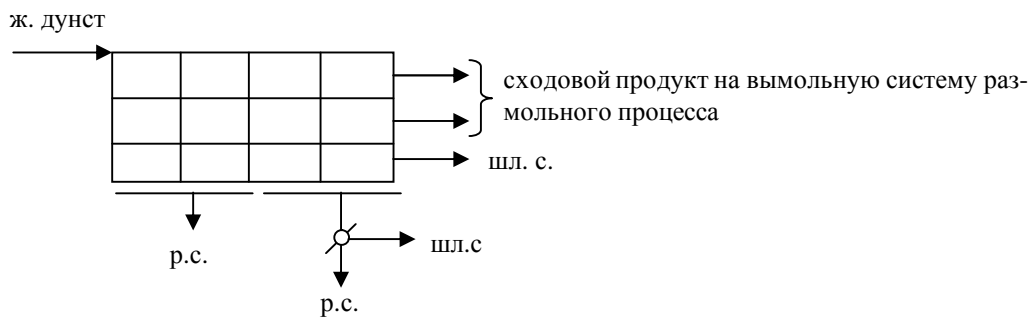 ж. дунст
сходовой продукт на вымольную систему раз-
мольного процесса
шл. с.
р.с.
шл.с
р.с.